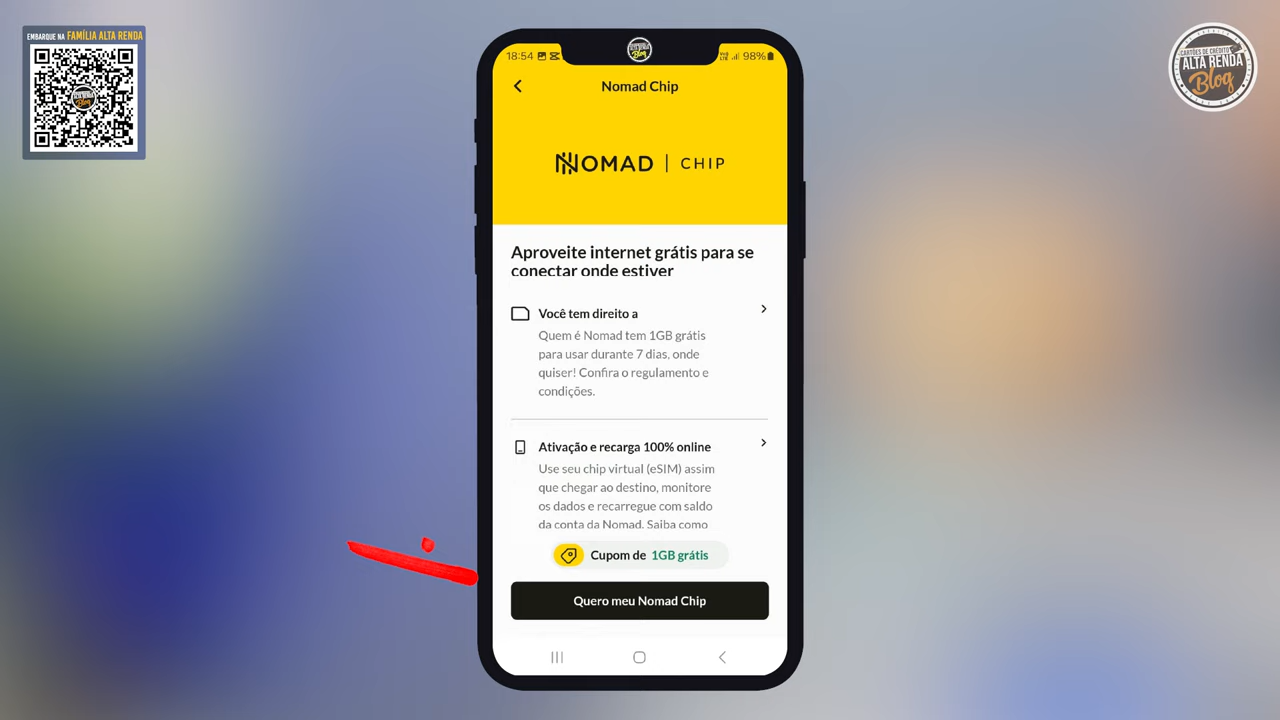 EMBARQUE NA FAMÍLIA ALTA RENDA
CARTÕES DE CRÉDITO
ALTA RENDA
Blog
18:54
98%
Nomad Chip
NOMAD | CHIP
Aproveite internet grátis para se
conectar onde estiver
Você tem direito a
Quem é Nomad tem 1GB grátis
para usar durante 7 dias, onde
quiser! Confira o regulamento e
condições.
Ativação e recarga 100% online
Use seu chip virtual (eSIM) assim
que chegar ao destino, monitore
os dados e recarregue com saldo
da conta da Nomad. Saiba como
Cupom de 1GB grátis
Quero meu Nomad Chip